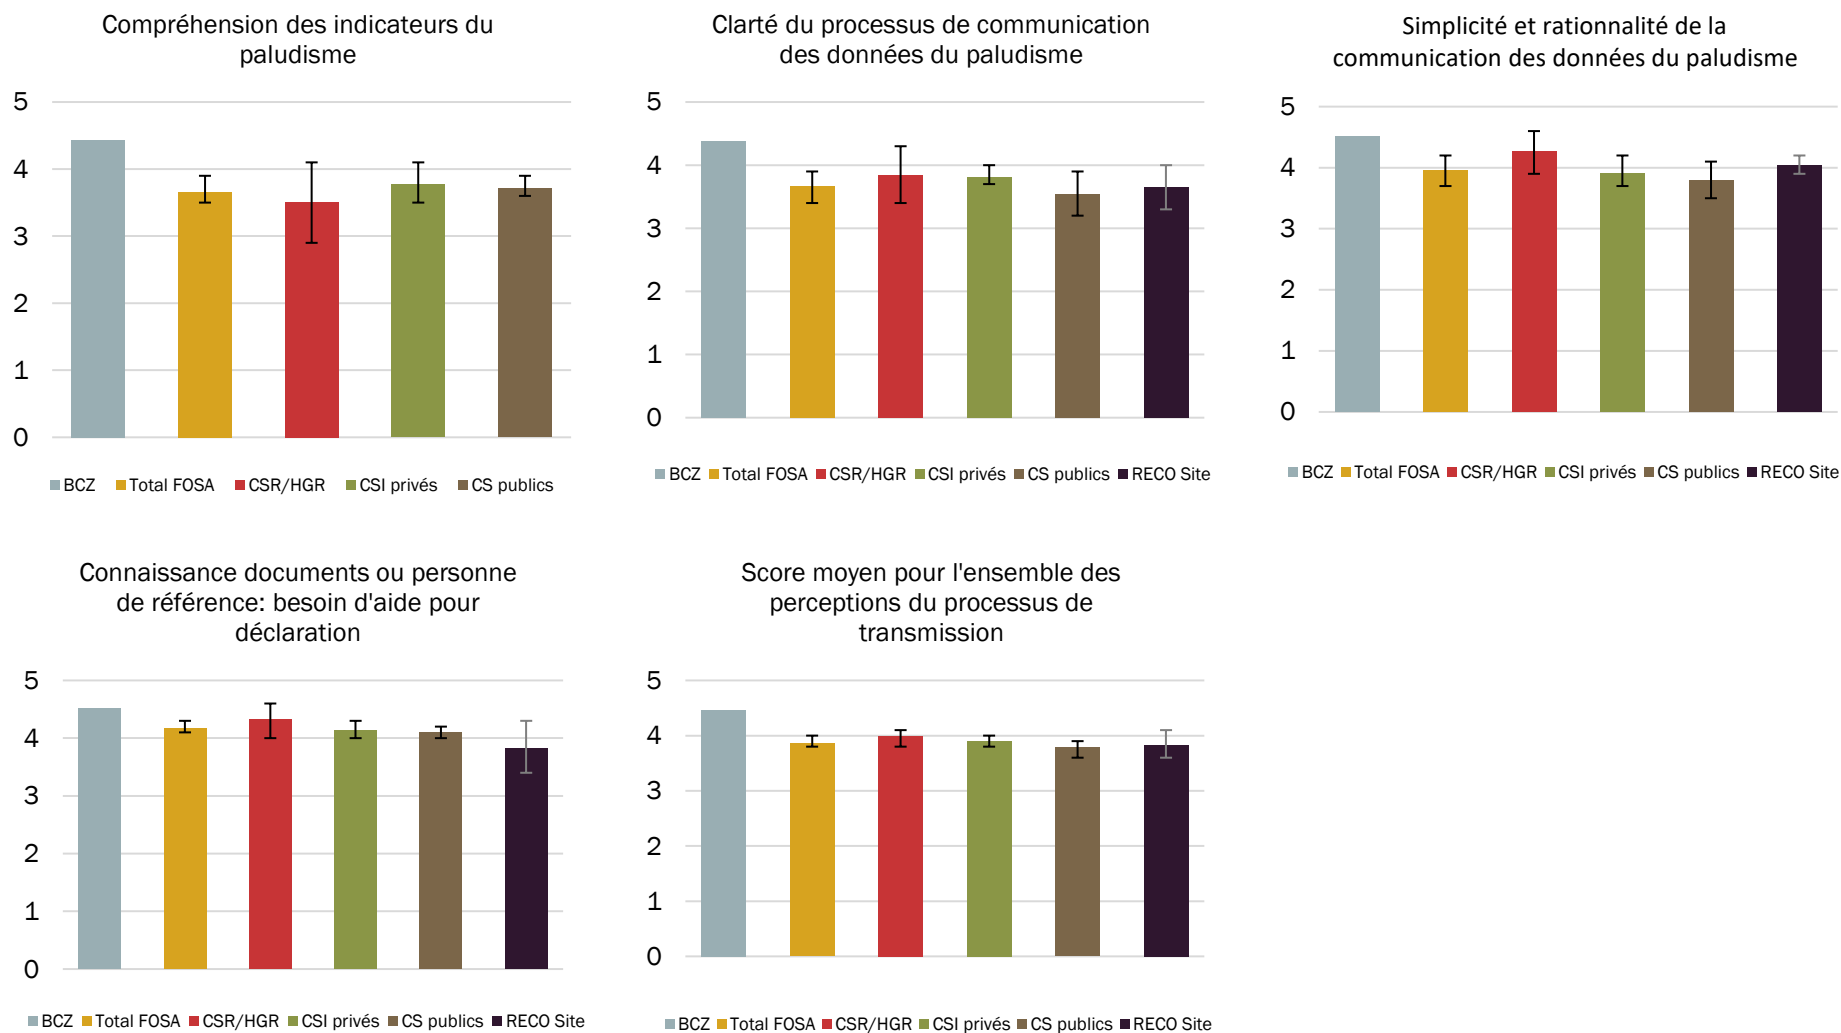 Compréhension des indicateurs du
paludisme
5
4
3
2
1
0
BCZ Total FOSA CSR/HGR CSI privés CS publics
Clarté du processus de communication
des données du paludisme
5
4
3
2
1
0
BCZ Total FOSA CSR/HGR CSI privés CS publics RECO Site
Simplicité et rationnalité de la
communication des données du paludisme
5
4
3
2
1
0
BCZ Total FOSA CSR/HGR CSI privés CS publics RECO Site
Connaissance documents ou personne
de référence: besoin d'aide pour
déclaration
5
4
3
2
1
0
BCZ Total FOSA CSR/HGR CSI privés CS publics RECO Site
Score moyen pour l'ensemble des
perceptions du processus de
transmission
5
4
3
2
1
0
BCZ Total FOSA CSR/HGR CSI privés CS publics RECO Site